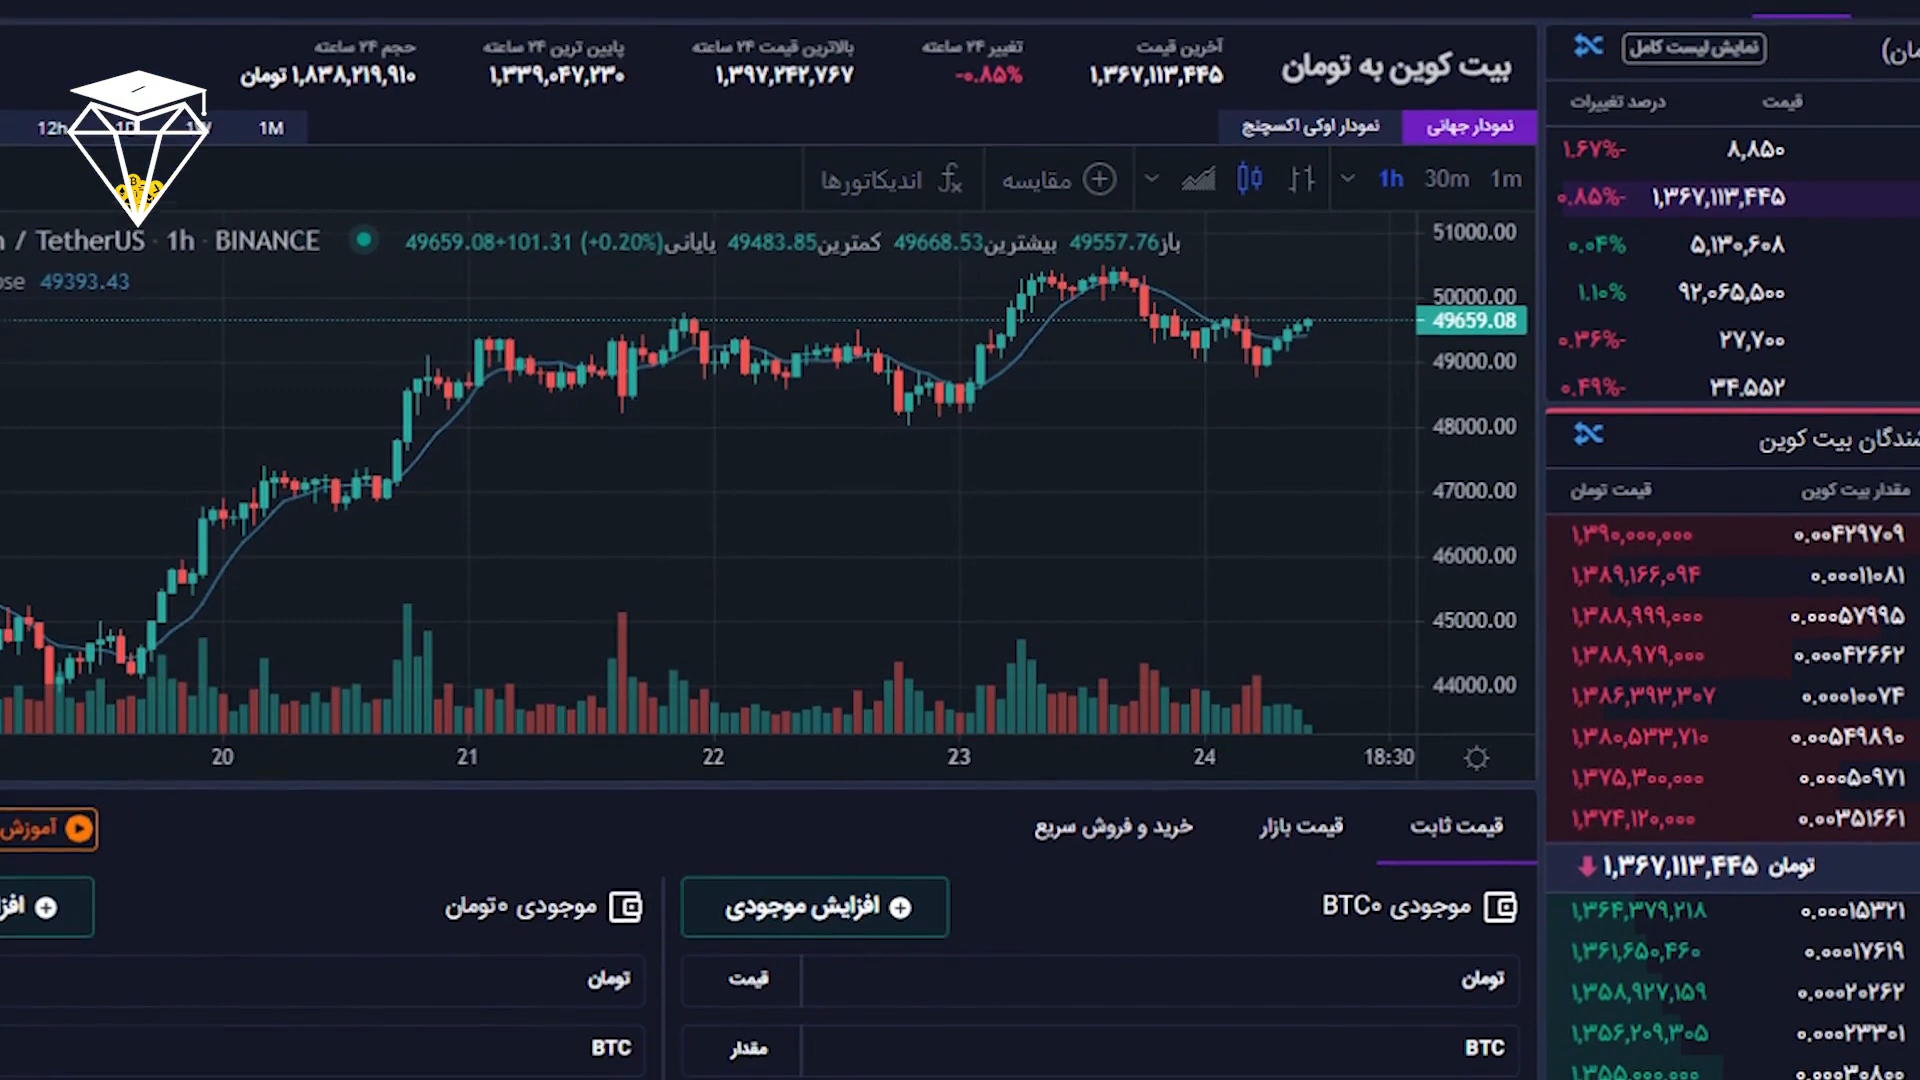 بیت کوین به تومان
آخرین قیمت ۱,۳۶۷,۱۱۳,۴۴۵
تغییر ۲۴ ساعته -۰.۸۵%
بالاترین قیمت ۲۴ ساعته ۱,۳۹۷,۲۴۲,۷۶۷
پایین ترین ۲۴ ساعته ۱,۳۳۹,۰۴۷,۲۳۰
حجم ۲۴ ساعته ۱,۸۳۸,۲۱۹,۹۱۰ تومان
نمودار جهانی نمودار اوکی اکسچنج
12h 1D 1W 1M
1m 30m 1h
مقایسه
اندیکاتورها
/ TetherUS · 1h · BINANCE
باز49557.76 بیشترین49668.53 کمترین49483.85 پایانی49659.08+101.31 (+0.20%)
49393.43
51000.00
50000.00
49659.08
49000.00
48000.00
47000.00
46000.00
45000.00
44000.00
20 21 22 23 24 18:30
قیمت ثابت قیمت بازار خرید و فروش سریع
آموزش
موجودی ۰BTC
افزایش موجودی
موجودی ۰تومان
تومان قیمت
تومان
BTC مقدار
BTC
نمایش لیست کامل
قیمت درصد تغییرات
۸,۸۵۰ ۱.۶۷%-
۱,۳۶۷,۱۱۳,۴۴۵ ۰.۸۵%-
۵,۱۳۰,۶۰۸ ۰.۰۴%
۹۲,۰۶۵,۵۰۰ ۱.۱۰%
۲۷,۷۰۰ ۰.۳۶%-
۳۴.۵۵۲ ۰.۴۹%-
بیت کوین
مقدار بیت کوین قیمت تومان
۰.۰۰۴۲۹۷۰۹ ۱,۳۹۰,۰۰۰,۰۰۰
۰.۰۰۰۱۱۰۸۱ ۱,۳۸۹,۱۶۶,۰۹۴
۰.۰۰۰۵۷۹۹۵ ۱,۳۸۸,۹۹۹,۰۰۰
۰.۰۰۰۴۲۶۶۲ ۱,۳۸۸,۹۷۹,۰۰۰
۰.۰۰۰۱۰۰۷۴ ۱,۳۸۶,۳۹۳,۳۰۷
۰.۰۰۵۴۹۸۹۰ ۱,۳۸۰,۵۳۳,۷۱۰
۰.۰۰۰۵۰۹۷۱ ۱,۳۷۵,۳۰۰,۰۰۰
۰.۰۰۳۵۱۶۶۱ ۱,۳۷۴,۱۲۰,۰۰۰
تومان ۱,۳۶۷,۱۱۳,۴۴۵
۰.۰۰۰۱۵۳۲۱ ۱,۳۶۴,۳۷۹,۲۱۸
۰.۰۰۰۱۷۶۱۹ ۱,۳۶۱,۶۵۰,۴۶۰
۰.۰۰۰۲۰۲۶۲ ۱,۳۵۸,۹۲۷,۱۵۹
۰.۰۰۰۲۳۳۰۱ ۱,۳۵۶,۲۰۹,۳۰۵
۰.۰۰۰۳۰۸۰۰ ۱,۳۵۵,۰۰۰,۰۰۰